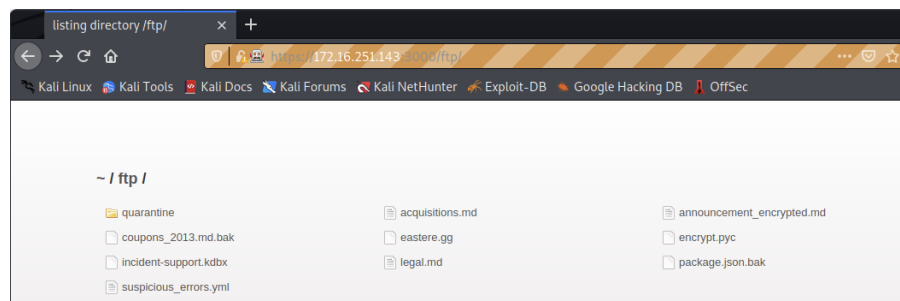 listing directory /ftp/
https://172.16.251.143:3000/ftp/
Kali Linux Kali Tools Kali Docs Kali Forums Kali NetHunter Exploit-DB Google Hacking DB OffSec
~ / ftp /
quarantine acquisitions.md announcement_encrypted.md
coupons_2013.md.bak eastere.gg encrypt.pyc
incident-support.kdbx legal.md package.json.bak
suspicious_errors.yml